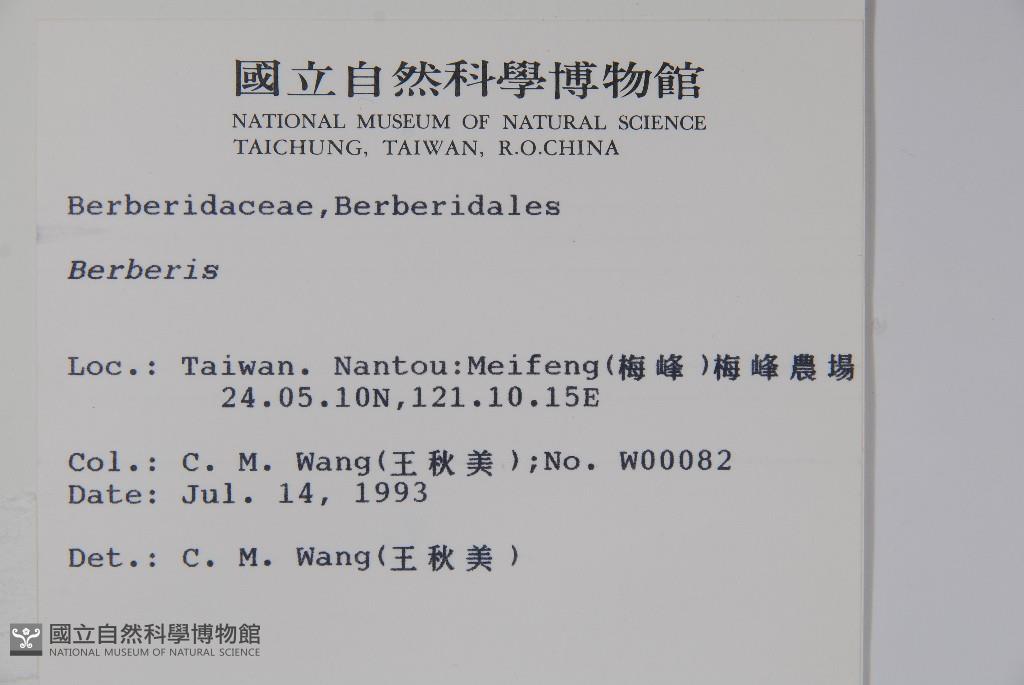 國立自然科學博物館
NATIONAL MUSEUM OF NATURAL SCIENCE
TAICHUNG, TAIWAN, R.O.CHINA
Berberidaceae,Berberidales
Berberis
Loc.: Taiwan. Nantou:Meifeng(梅峰)梅峰農場
24.05.10N,121.10.15E
Col.: C. M. Wang(王秋美);No. W00082
Date: Jul. 14, 1993
Det.: C. M. Wang(王秋美)
國立自然科學博物館
NATIONAL MUSEUM OF NATURAL SCIENCE